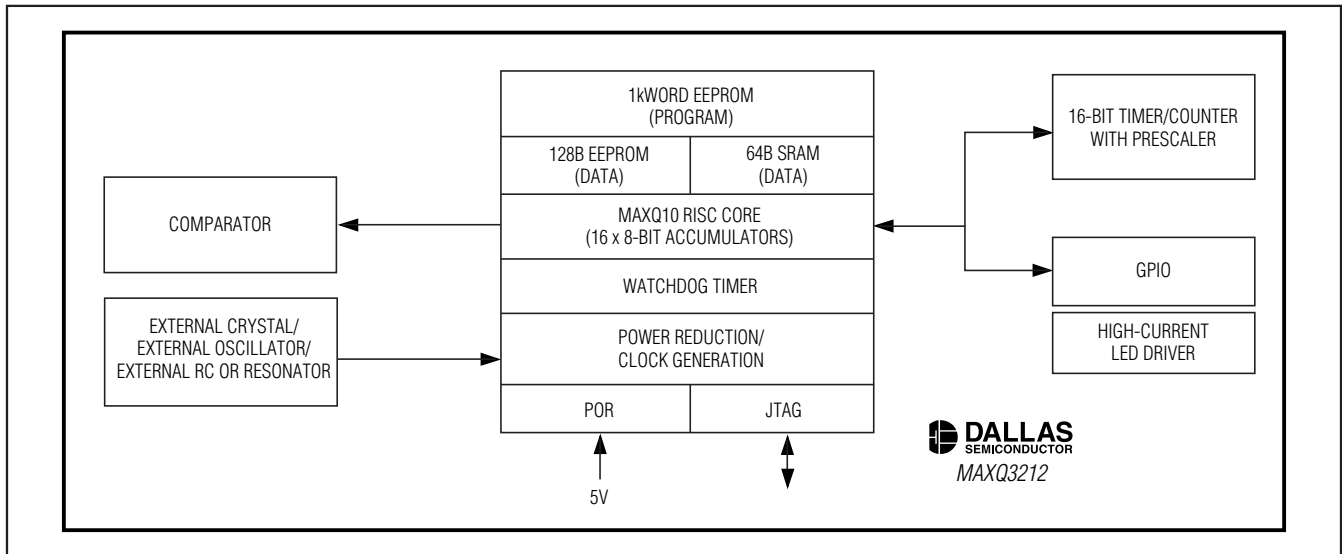 1kWORD EEPROM
(PROGRAM)
128B EEPROM
(DATA)
64B SRAM
(DATA)
MAXQ10 RISC CORE
(16 x 8-BIT ACCUMULATORS)
WATCHDOG TIMER
POWER REDUCTION/
CLOCK GENERATION
POR
JTAG
5V
COMPARATOR
EXTERNAL CRYSTAL/
EXTERNAL OSCILLATOR/
EXTERNAL RC OR RESONATOR
16-BIT TIMER/COUNTER
WITH PRESCALER
GPIO
HIGH-CURRENT
LED DRIVER
DALLAS
SEMICONDUCTOR
MAXQ3212